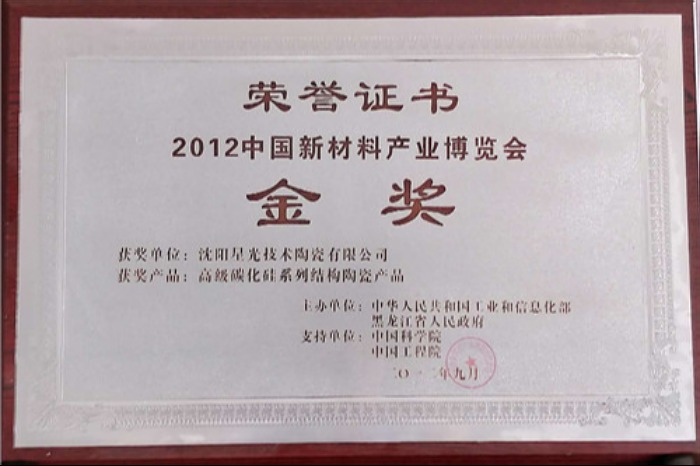 荣誉证书
2012中国新材料产业博览会
金奖
获奖单位：沈阳星光技术陶瓷有限公司
获奖产品：高级碳化硅系列结构陶瓷产品
主办单位：中华人民共和国工业和信息化部
黑龙江省人民政府
支持单位：中国科学院
中国工程院
二〇一二年九月